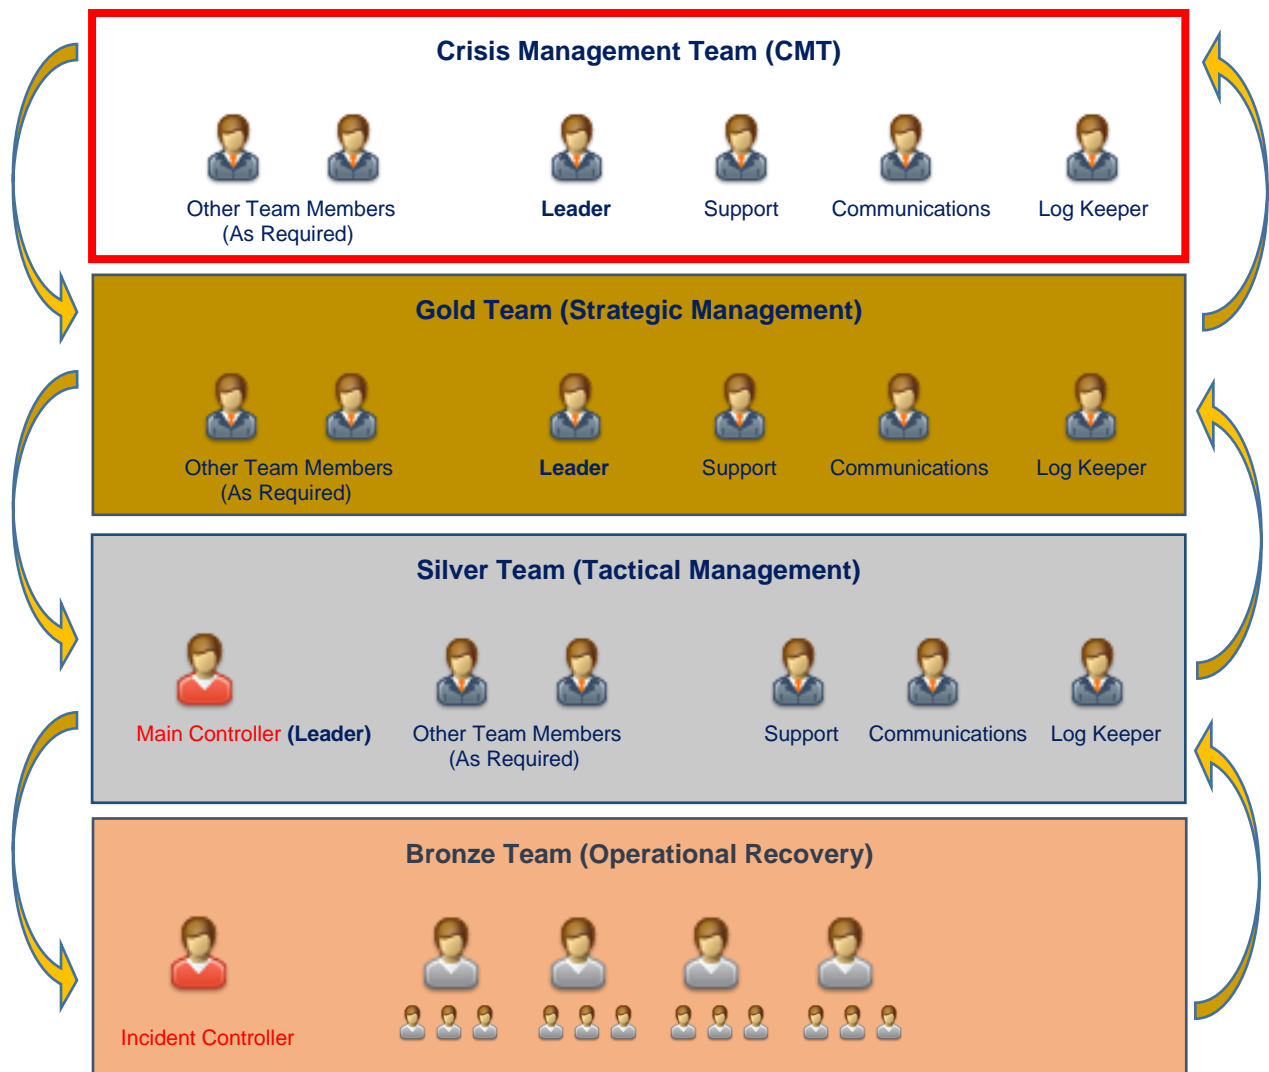 Crisis Management Team (CMT)
Other Team Members
(As Required)
Leader
Support
Communications
Log Keeper
Gold Team (Strategic Management)
Other Team Members
(As Required)
Leader
Support
Communications
Log Keeper
Silver Team (Tactical Management)
Main Controller (Leader)
Other Team Members
(As Required)
Support
Communications
Log Keeper
Bronze Team (Operational Recovery)
Incident Controller